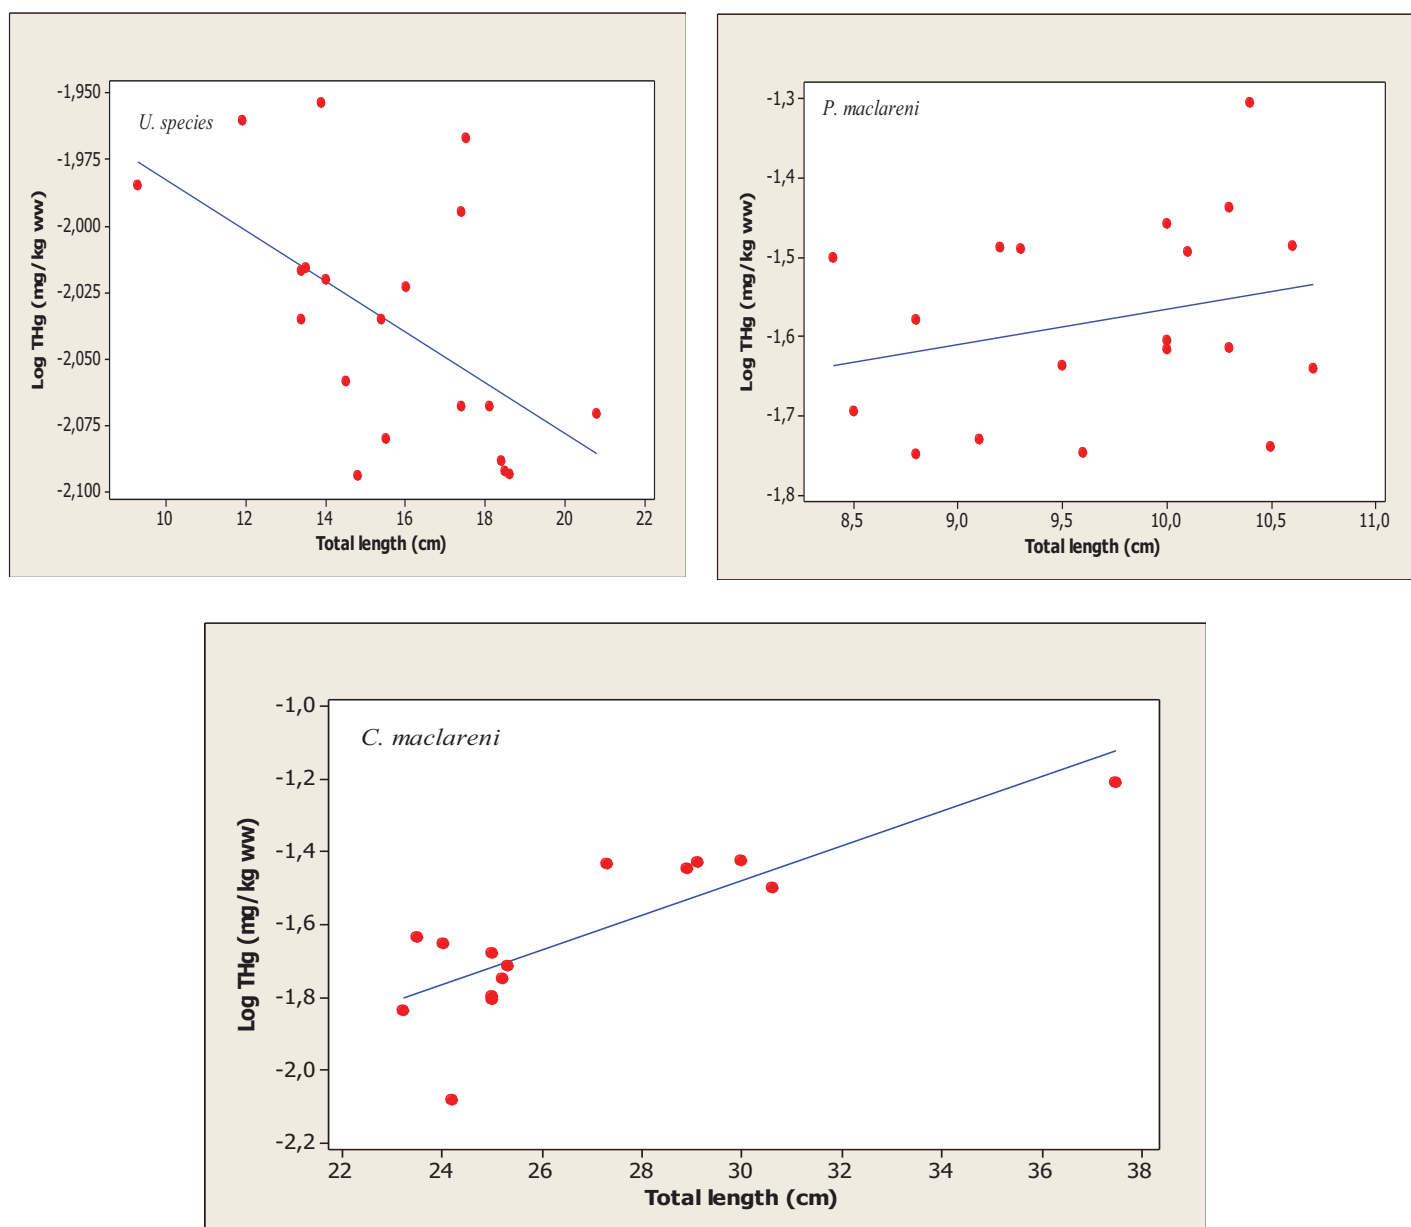 U. species
Log THg (mg/kg ww)
-1,950
-1,975
-2,000
-2,025
-2,050
-2,075
-2,100
10 12 14 16 18 20 22
Total length (cm)
P. maclareni
Log THg (mg/kg ww)
-1,3
-1,4
-1,5
-1,6
-1,7
-1,8
8,5 9,0 9,5 10,0 10,5 11,0
Total length (cm)
C. maclareni
Log THg (mg/kg ww)
-1,0
-1,2
-1,4
-1,6
-1,8
-2,0
-2,2
22 24 26 28 30 32 34 36 38
Total length (cm)